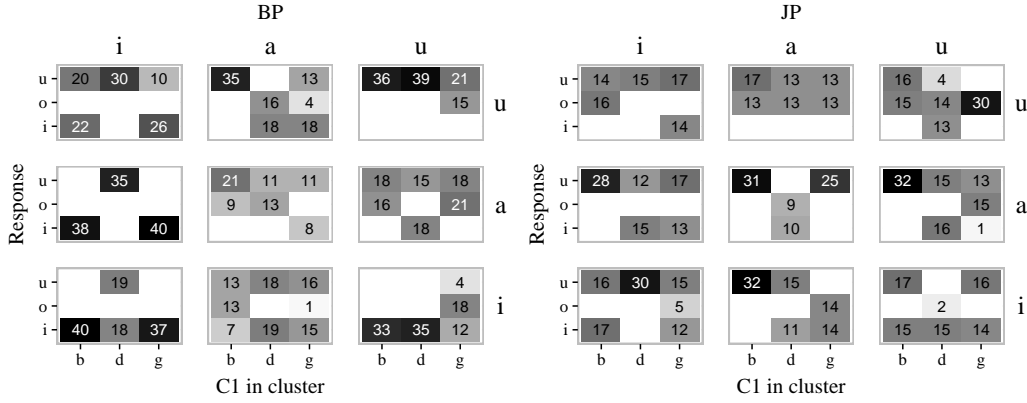 BP JP
i a u i a u
u 20 30 10 35 13 36 39 21 u 14 15 17 17 13 13 16 4
o 16 4 15 u o 16 13 13 13 15 14 30 u
i 22 26 18 18 i 14 13
Response Response
u 35 21 11 11 18 15 18 u 28 12 17 31 25 32 15 13
o 9 13 16 21 a o 9 15 a
i 38 40 8 18 i 15 13 10 16 1
u 19 13 18 16 4 u 16 30 15 32 15 17 16
o 13 1 18 i o 5 14 2 i
i 40 18 37 7 19 15 33 35 12 i 17 12 11 14 15 15 14
b d g b d g b d g b d g b d g b d g
C1 in cluster C1 in cluster